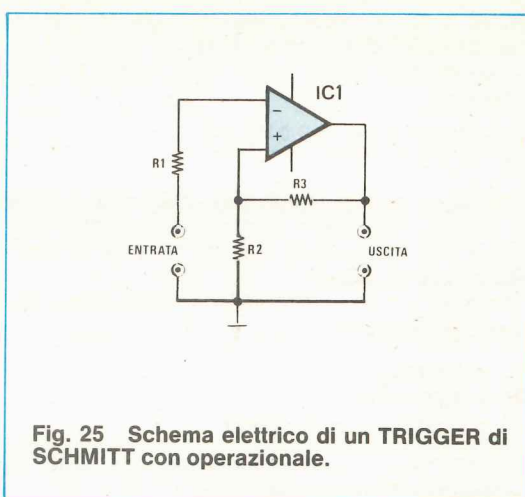 IC1
−
+
R1
R3
ENTRATA
R2
USCITA
Fig. 25 Schema elettrico di un TRIGGER di
SCHMITT con operazionale.